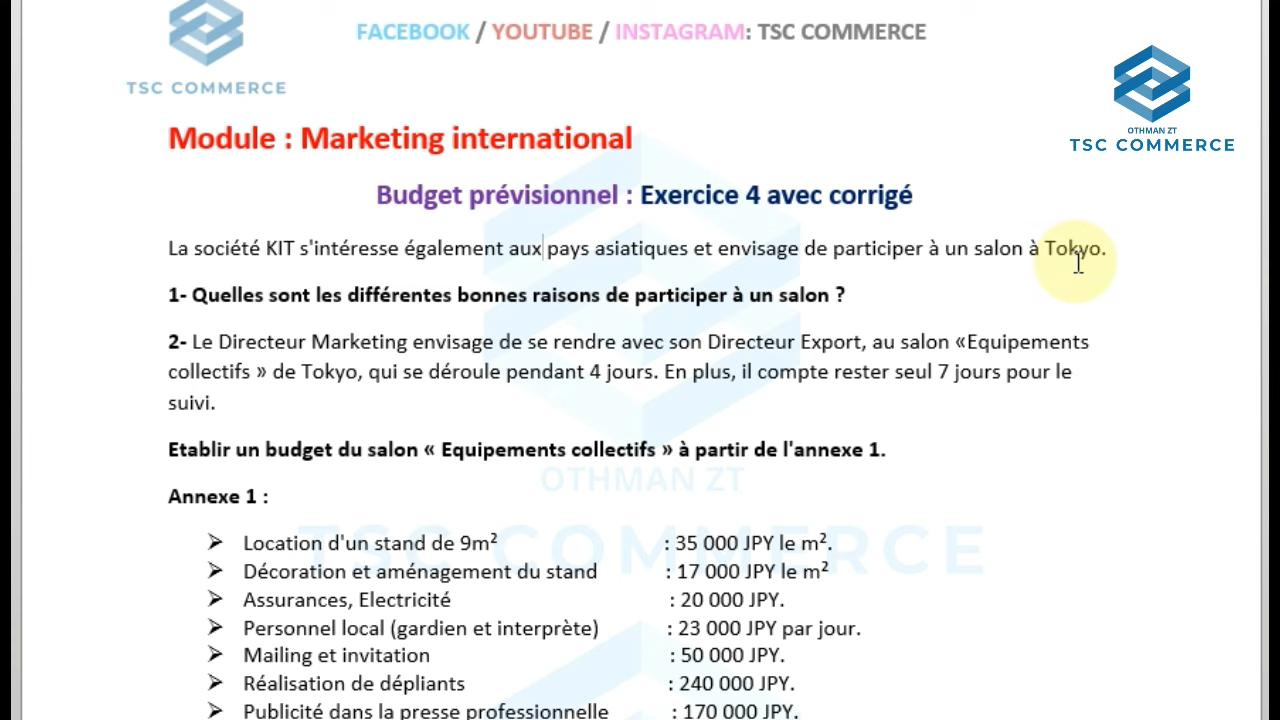 FACEBOOK / YOUTUBE / INSTAGRAM: TSC COMMERCE
TSC COMMERCE
OTHMAN ZT
TSC COMMERCE
Module : Marketing international
Budget prévisionnel : Exercice 4 avec corrigé
La société KIT s'intéresse également aux pays asiatiques et envisage de participer à un salon à Tokyo.
1- Quelles sont les différentes bonnes raisons de participer à un salon ?
2- Le Directeur Marketing envisage de se rendre avec son Directeur Export, au salon «Equipements
collectifs » de Tokyo, qui se déroule pendant 4 jours. En plus, il compte rester seul 7 jours pour le
suivi.
Etablir un budget du salon « Equipements collectifs » à partir de l'annexe 1.
OTHMAN ZT
Annexe 1 :
TSC COMMERCE
Location d'un stand de 9m² : 35 000 JPY le m².
Décoration et aménagement du stand : 17 000 JPY le m²
Assurances, Electricité : 20 000 JPY.
Personnel local (gardien et interprète) : 23 000 JPY par jour.
Mailing et invitation : 50 000 JPY.
Réalisation de dépliants : 240 000 JPY.
Publicité dans la presse professionnelle : 170 000 JPY.